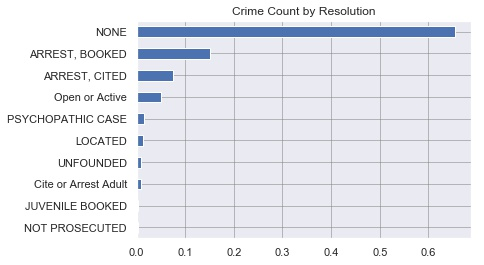 Crime Count by Resolution
NONE
ARREST, BOOKED
ARREST, CITED
Open or Active
PSYCHOPATHIC CASE
LOCATED
UNFOUNDED
Cite or Arrest Adult
JUVENILE BOOKED
NOT PROSECUTED
0.0 0.1 0.2 0.3 0.4 0.5 0.6